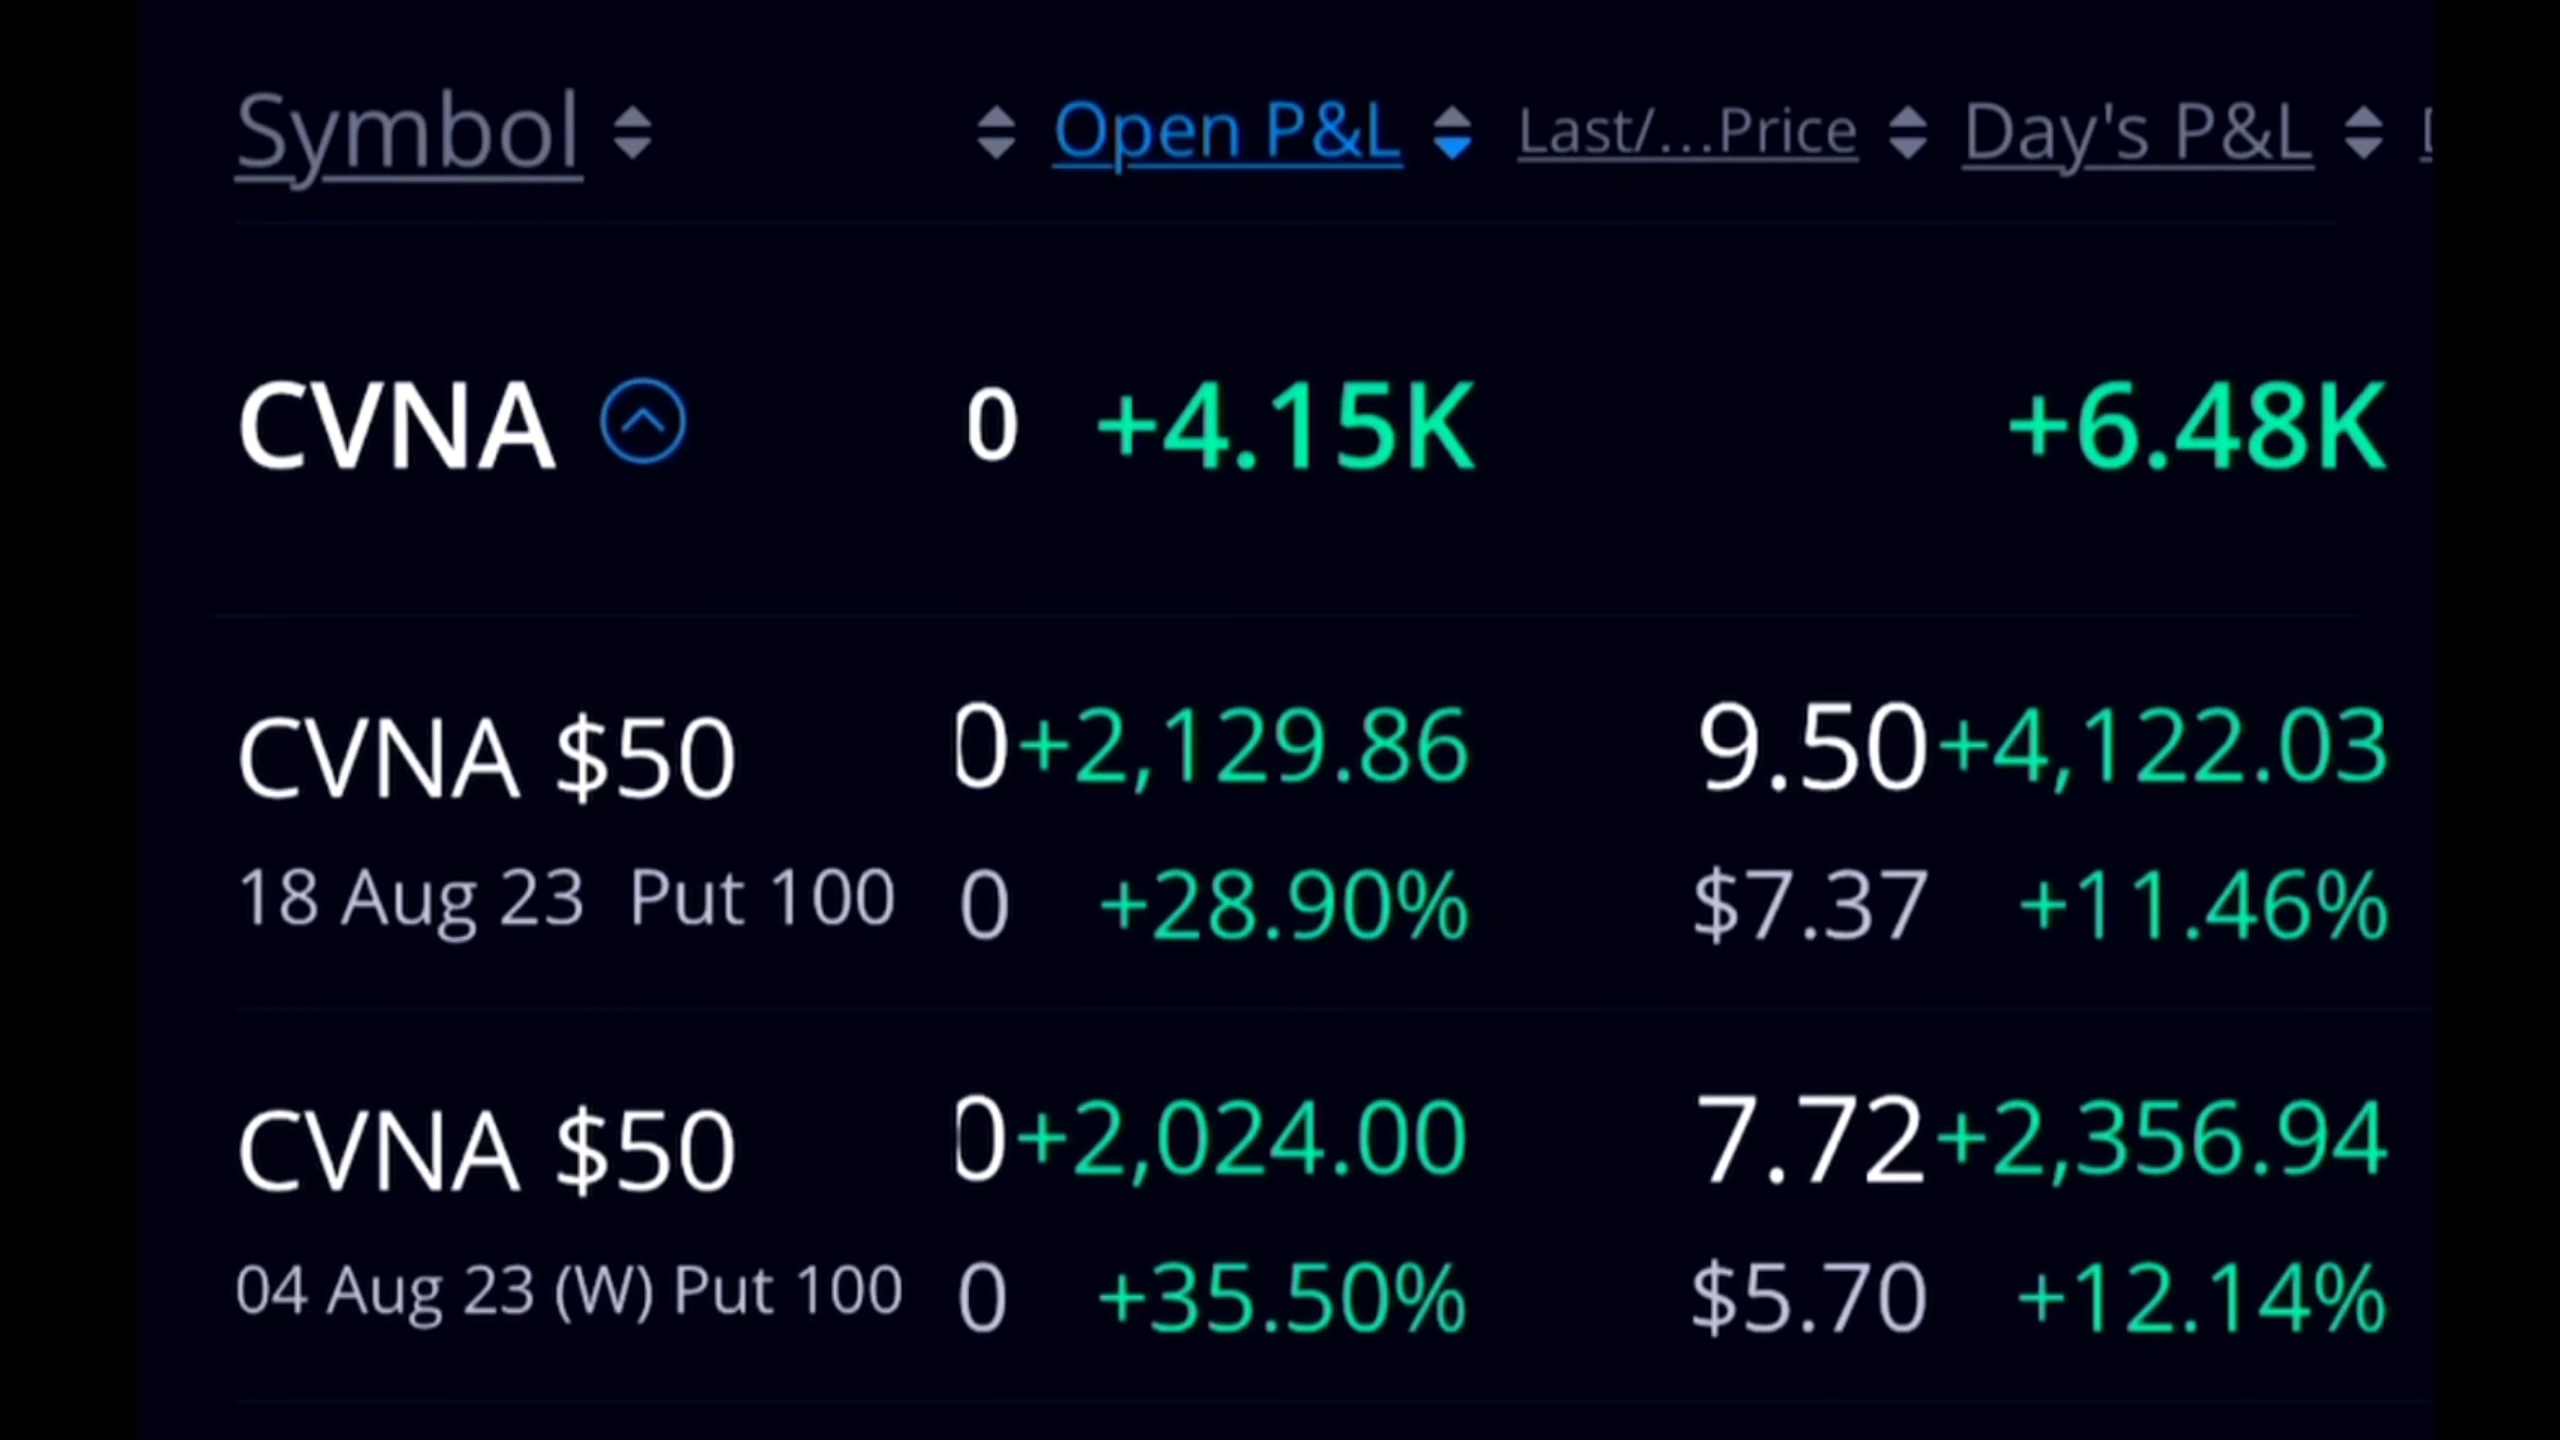 Symbol Open P&L Last/...Price Day's P&L
CVNA 0 +4.15K +6.48K
CVNA $50 0 +2,129.86 9.50 +4,122.03
18 Aug 23 Put 100 0 +28.90% $7.37 +11.46%
CVNA $50 0 +2,024.00 7.72 +2,356.94
04 Aug 23 (W) Put 100 0 +35.50% $5.70 +12.14%